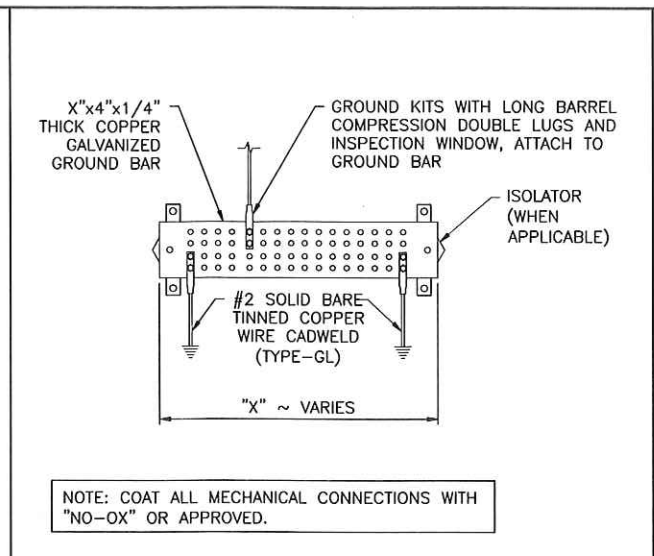 X"x4"x1/4"
THICK COPPER
GALVANIZED
GROUND BAR
GROUND KITS WITH LONG BARREL
COMPRESSION DOUBLE LUGS AND
INSPECTION WINDOW, ATTACH TO
GROUND BAR
ISOLATOR
(WHEN
APPLICABLE)
#2 SOLID BARE
TINNED COPPER
WIRE CADWELD
(TYPE-GL)
"X" ~ VARIES
NOTE: COAT ALL MECHANICAL CONNECTIONS WITH
"NO-OX" OR APPROVED.